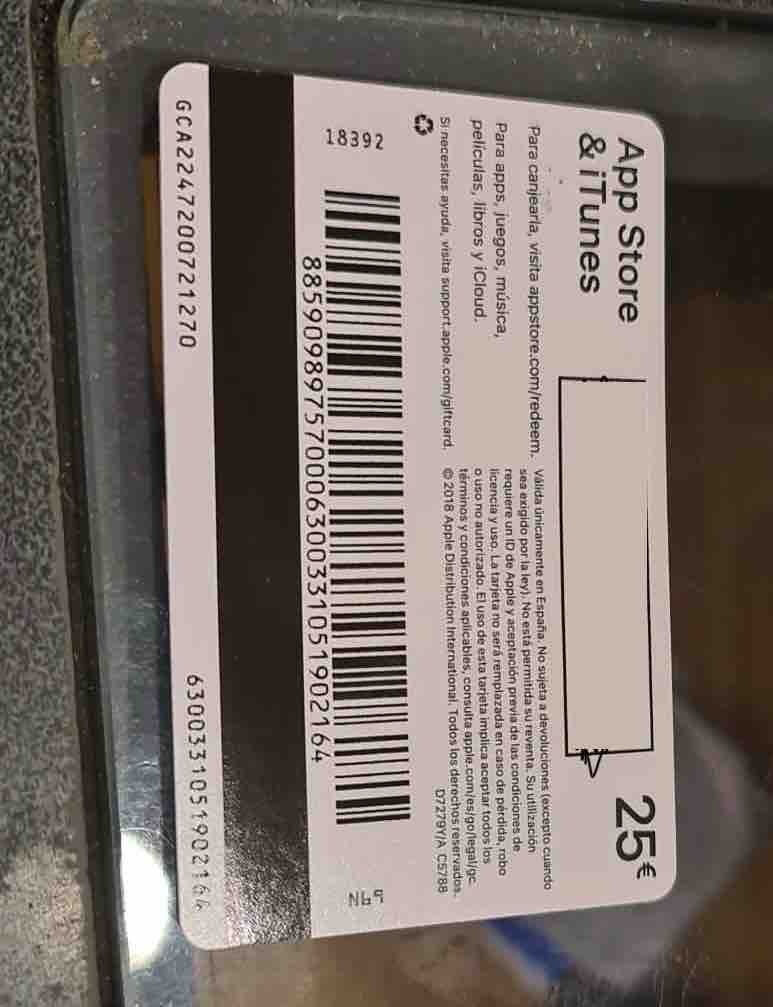 App Store
& iTunes
25€
Para canjearla, visita appstore.com/redeem.
Para apps, juegos, música,
películas, libros y iCloud.
Si necesitas ayuda, visita support.apple.com/giftcard.
Válida únicamente en España. No sujeta a devoluciones (excepto cuando
sea exigido por la ley). No está permitida su reventa. Su utilización
requiere un ID de Apple y aceptación previa de las condiciones de
licencia y uso. La tarjeta no será remplazada en caso de pérdida, robo
o uso no autorizado. El uso de esta tarjeta implica aceptar todos los
términos y condiciones aplicables, consulta apple.com/es/go/legal/gc.
© 2018 Apple Distribution International. Todos los derechos reservados.
D7279Y/A C5788
18392
885909897570006300331051902164
GCA2247200721270
6300331051902164